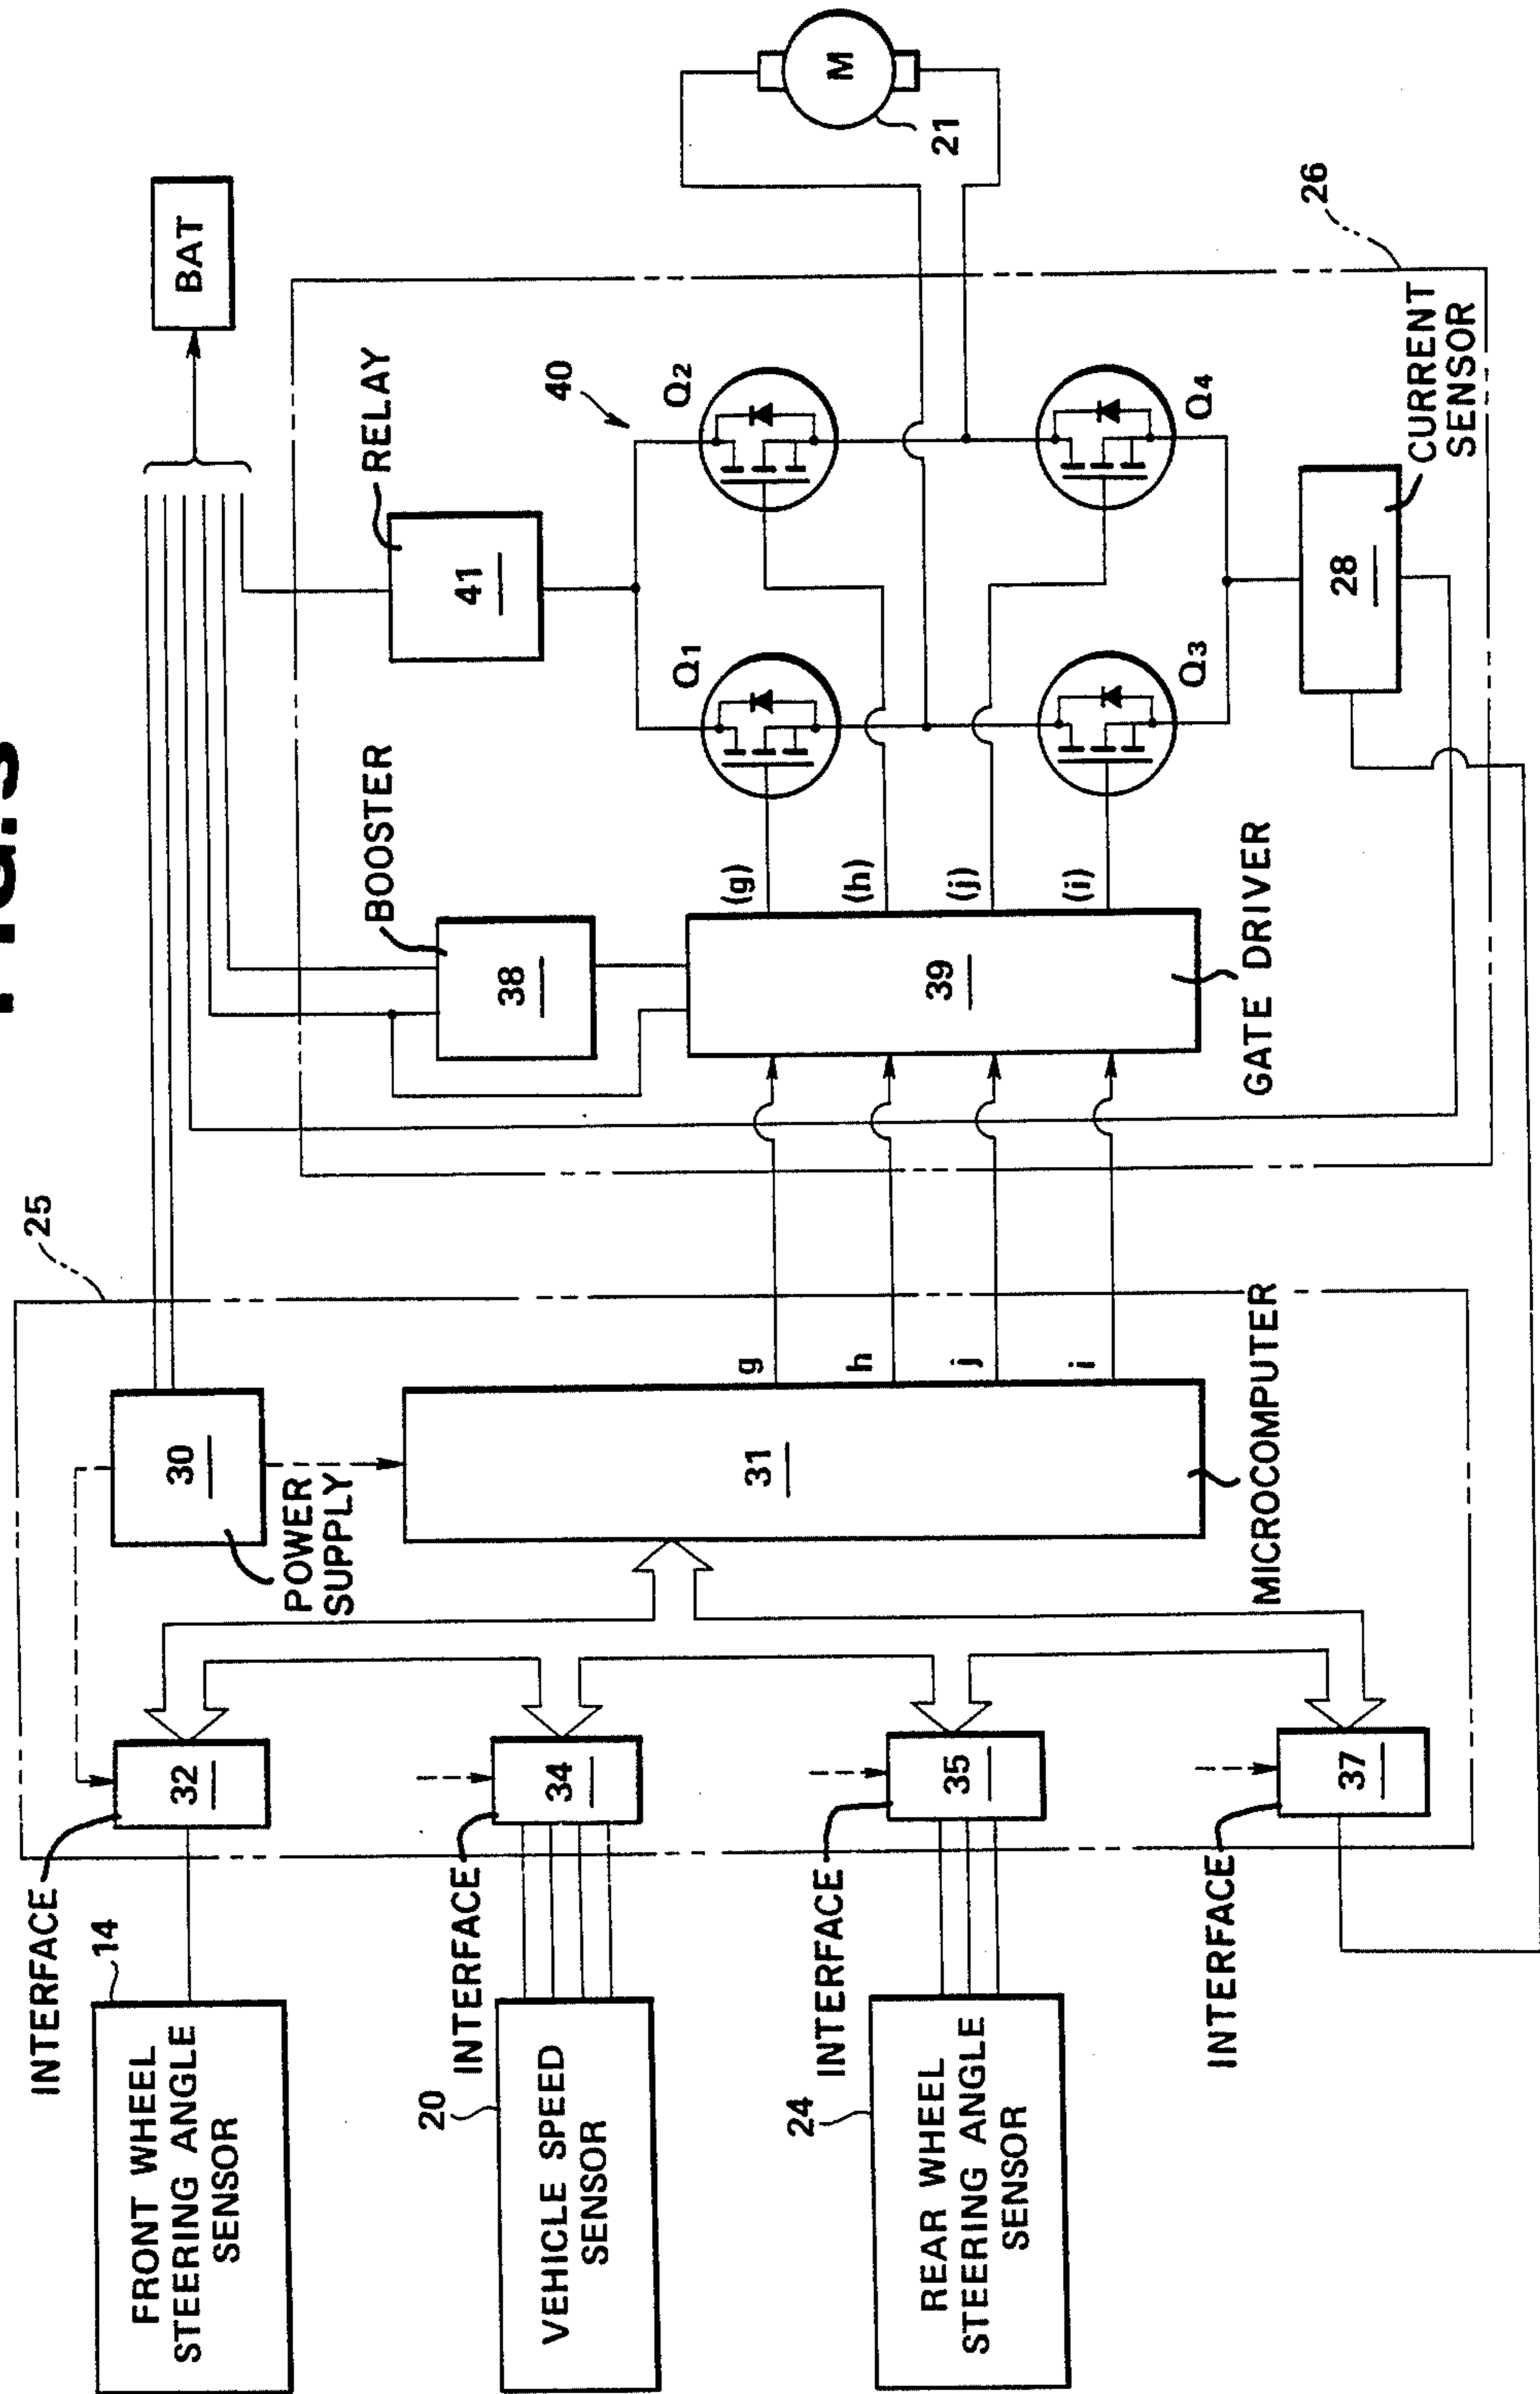 BAT
25
POWER
SUPPLY
30
BOOSTER
38
RELAY
41
40
M
21
INTERFACE
32
14
FRONT WHEEL
STEERING ANGLE
SENSOR
31
MICROCOMPUTER
g
h
j
i
39
GATE DRIVER
(g)
(h)
(j)
(i)
Q1
Q2
Q3
Q4
INTERFACE
34
20
VEHICLE SPEED
SENSOR
INTERFACE
35
24
REAR WHEEL
STEERING ANGLE
SENSOR
INTERFACE
37
28
CURRENT
SENSOR
26